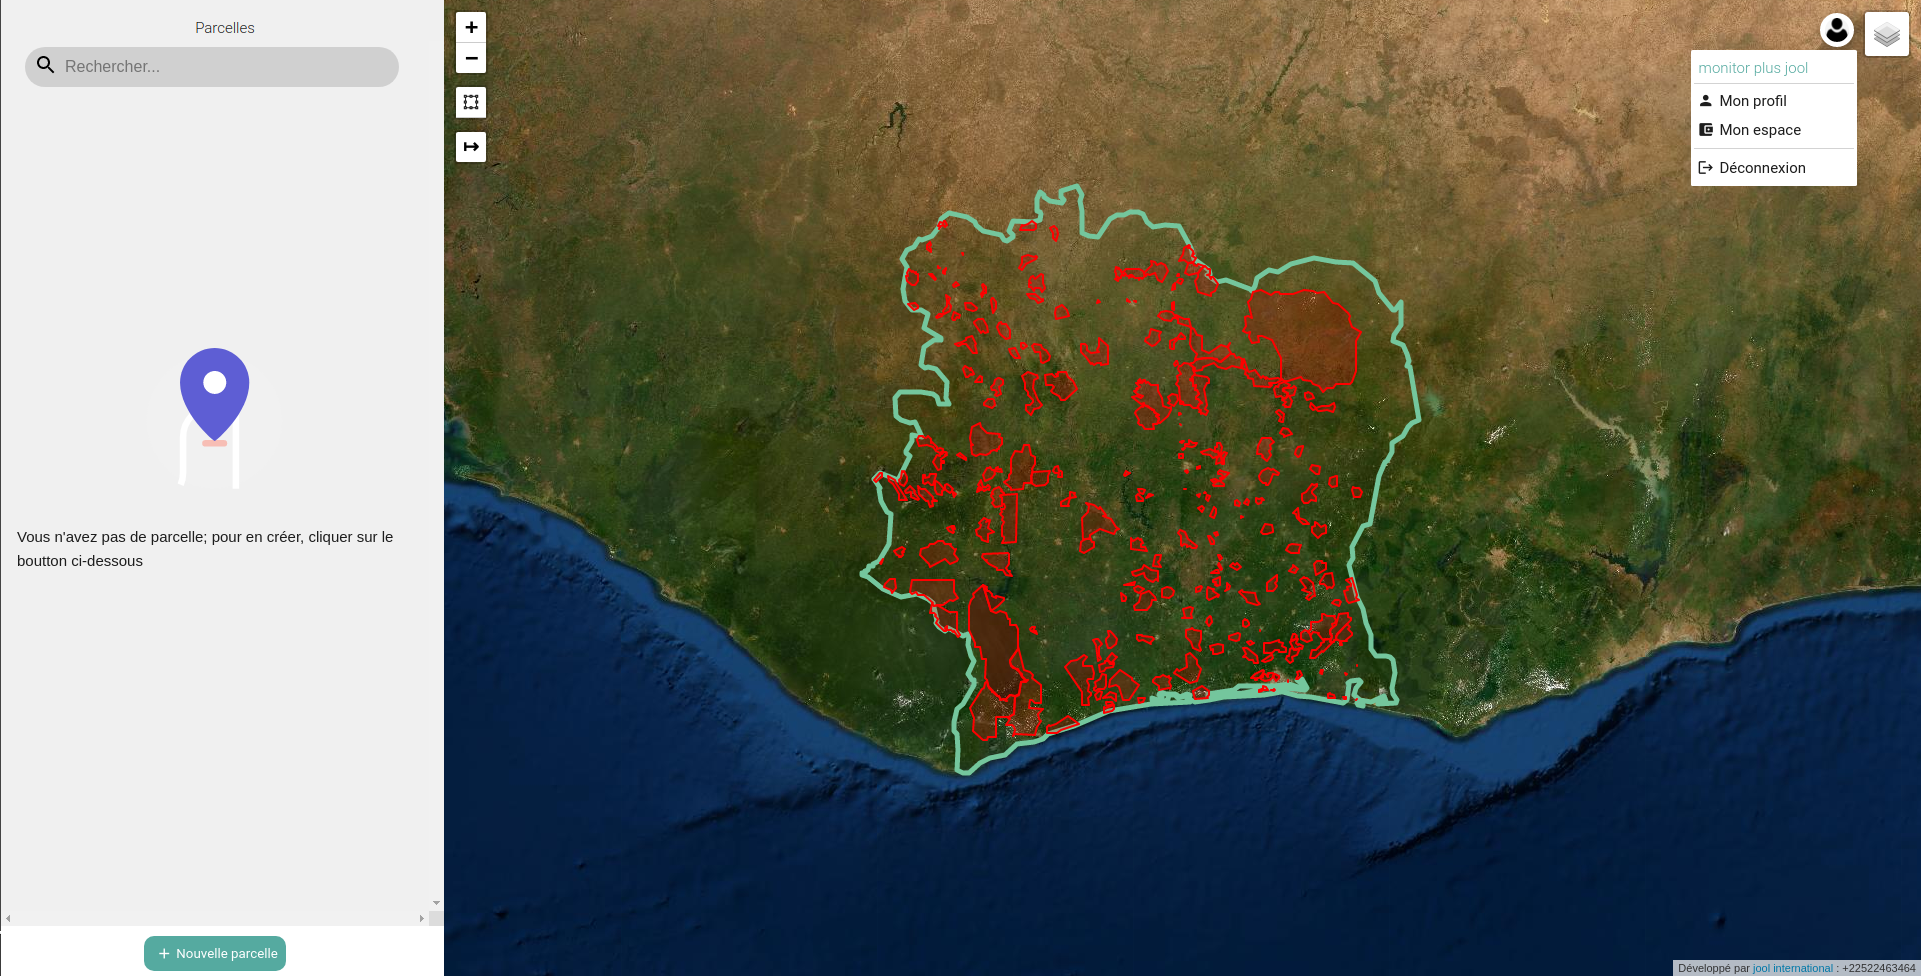 Parcelles
Rechercher...
Vous n'avez pas de parcelle; pour en créer, cliquer sur le
boutton ci-dessous
+ Nouvelle parcelle
+
−
monitor plus jool
Mon profil
Mon espace
Déconnexion
Développé par jool international : +22522463464